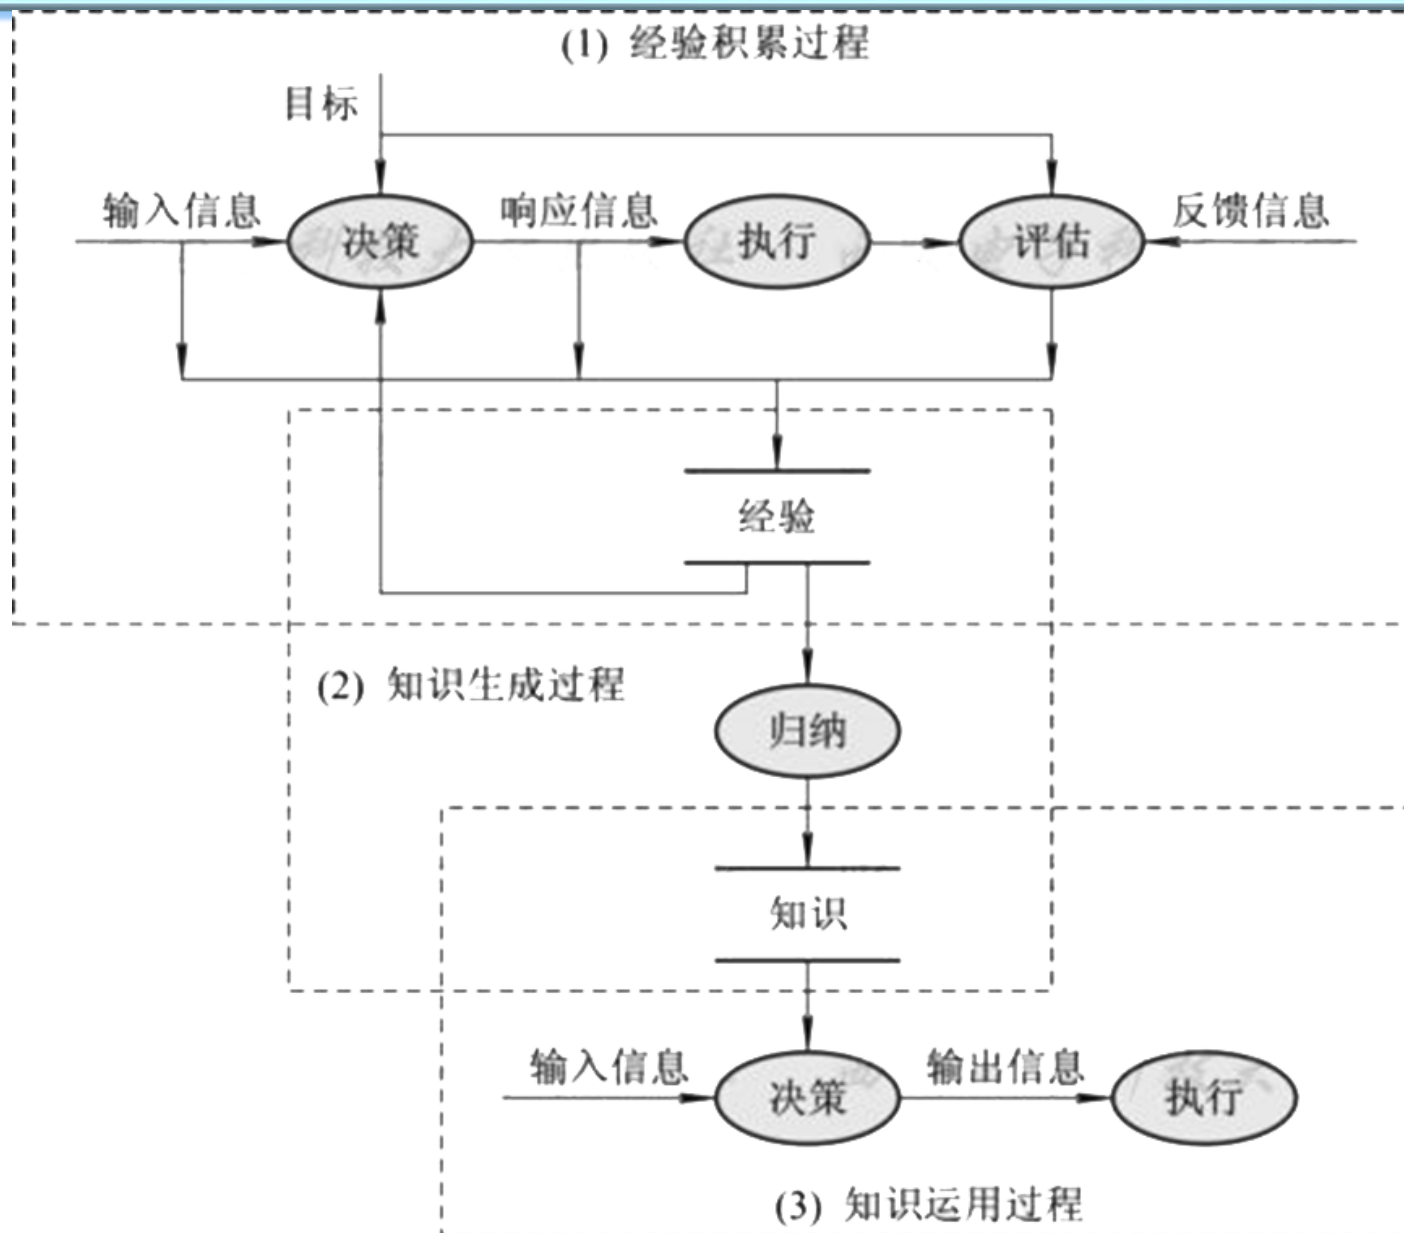 (1) 经验积累过程
目标
输入信息
决策
响应信息
执行
评估
反馈信息
经验
(2) 知识生成过程
归纳
知识
输入信息
决策
输出信息
执行
(3) 知识运用过程